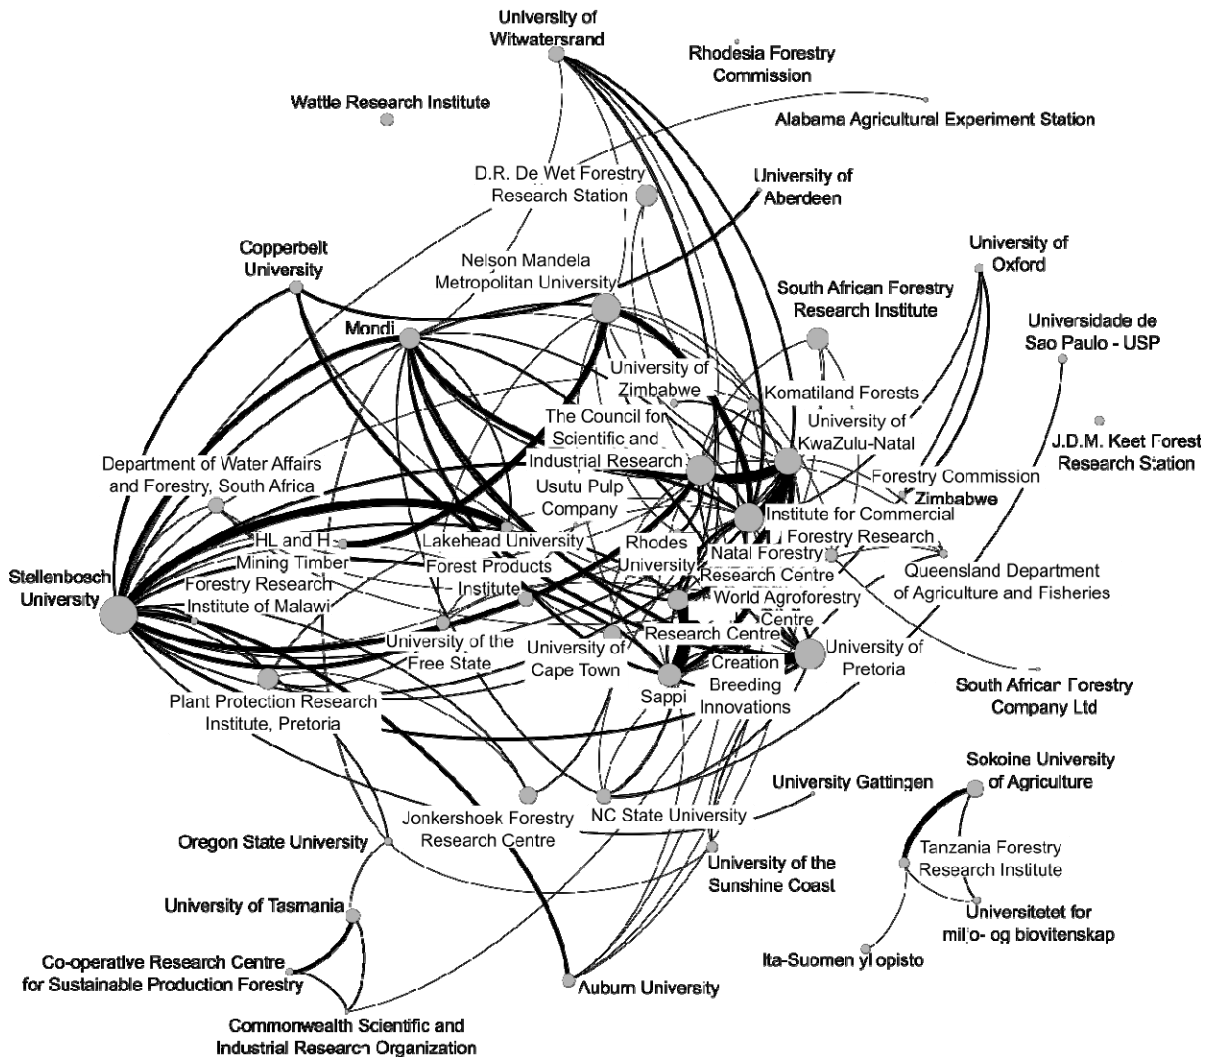 University of
Witwatersrand
Rhodesia Forestry
Commission
Wattle Research Institute
Alabama Agricultural Experiment Station
D.R. De Wet Forestry
Research Station
University of
Aberdeen
Copperbelt
University
Nelson Mandela
Metropolitan University
University of
Oxford
South African Forestry
Research Institute
Mondi
Universidade de
Sao Paulo - USP
University of
Zimbabwe
Komatiland Forests
The Council for
Scientific and
Industrial Research
University of
KwaZulu-Natal
J.D.M. Keet Forest
Research Station
Department of Water Affairs
and Forestry, South Africa
Usutu Pulp
Company
Forestry Commission
Zimbabwe
Institute for Commercial
Forestry Research
HL and H
Mining Timber
Lakehead University
Rhodes
University
Natal Forestry
Research Centre
Stellenbosch
University
Forestry Research
Institute of Malawi
Forest Products
Institute
World Agroforestry
Centre
Queensland Department
of Agriculture and Fisheries
University of the
Free State
University of
Cape Town
Research Centre
Creation
Breeding
Innovations
University of
Pretoria
Sappi
Plant Protection Research
Institute, Pretoria
South African Forestry
Company Ltd
Sokoine University
of Agriculture
University Gattingen
Jonkershoek Forestry
Research Centre
NC State University
Oregon State University
Tanzania Forestry
Research Institute
University of the
Sunshine Coast
University of Tasmania
Universitetet for
miljo- og biovitenskap
Ita-Suomen yl opisto
Co-operative Research Centre
for Sustainable Production Forestry
Auburn University
Commonwealth Scientific and
Industrial Research Organization